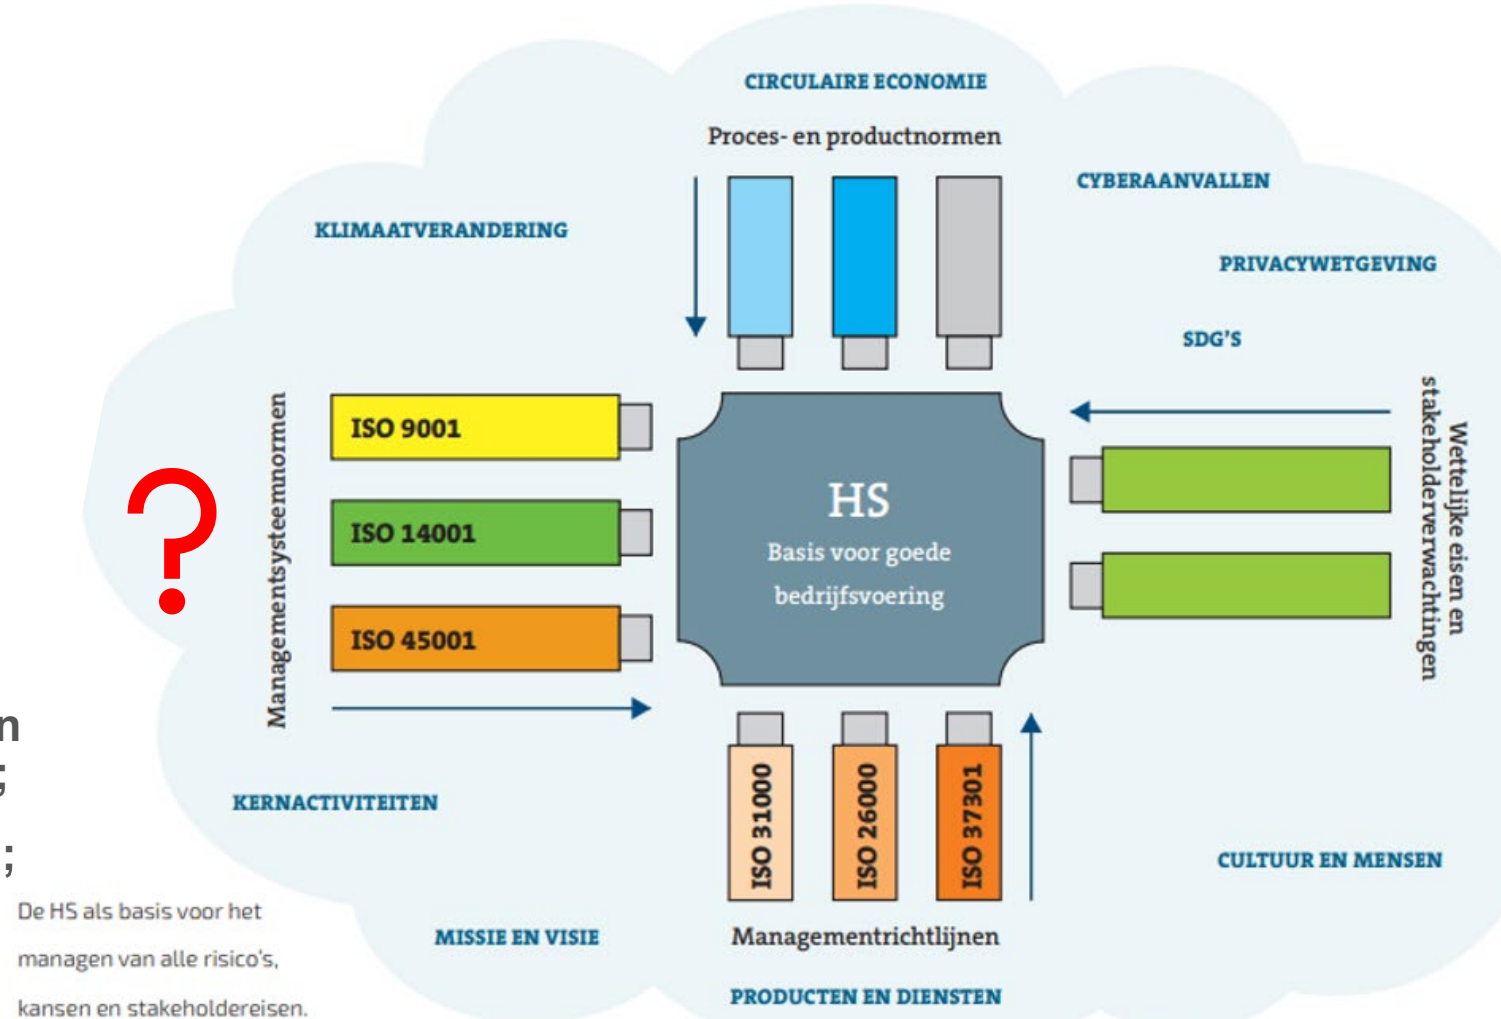 CIRCULAIRE ECONOMIE
Proces- en productnormen
CYBERAANVALLEN
KLIMAATVERANDERING
PRIVACYWETGEVING
SDG'S
Managementsysteemnormen
ISO 9001
ISO 14001
ISO 45001
?
HS
Basis voor goede
bedrijfsvoering
Wettelijke eisen en
stakeholderverwachtingen
n
;
;
KERNACTIVITEITEN
ISO 31000
ISO 26000
ISO 37301
CULTUUR EN MENSEN
De HS als basis voor het
managen van alle risico's,
kansen en stakeholdereisen.
MISSIE EN VISIE
Managementrichtlijnen
PRODUCTEN EN DIENSTEN